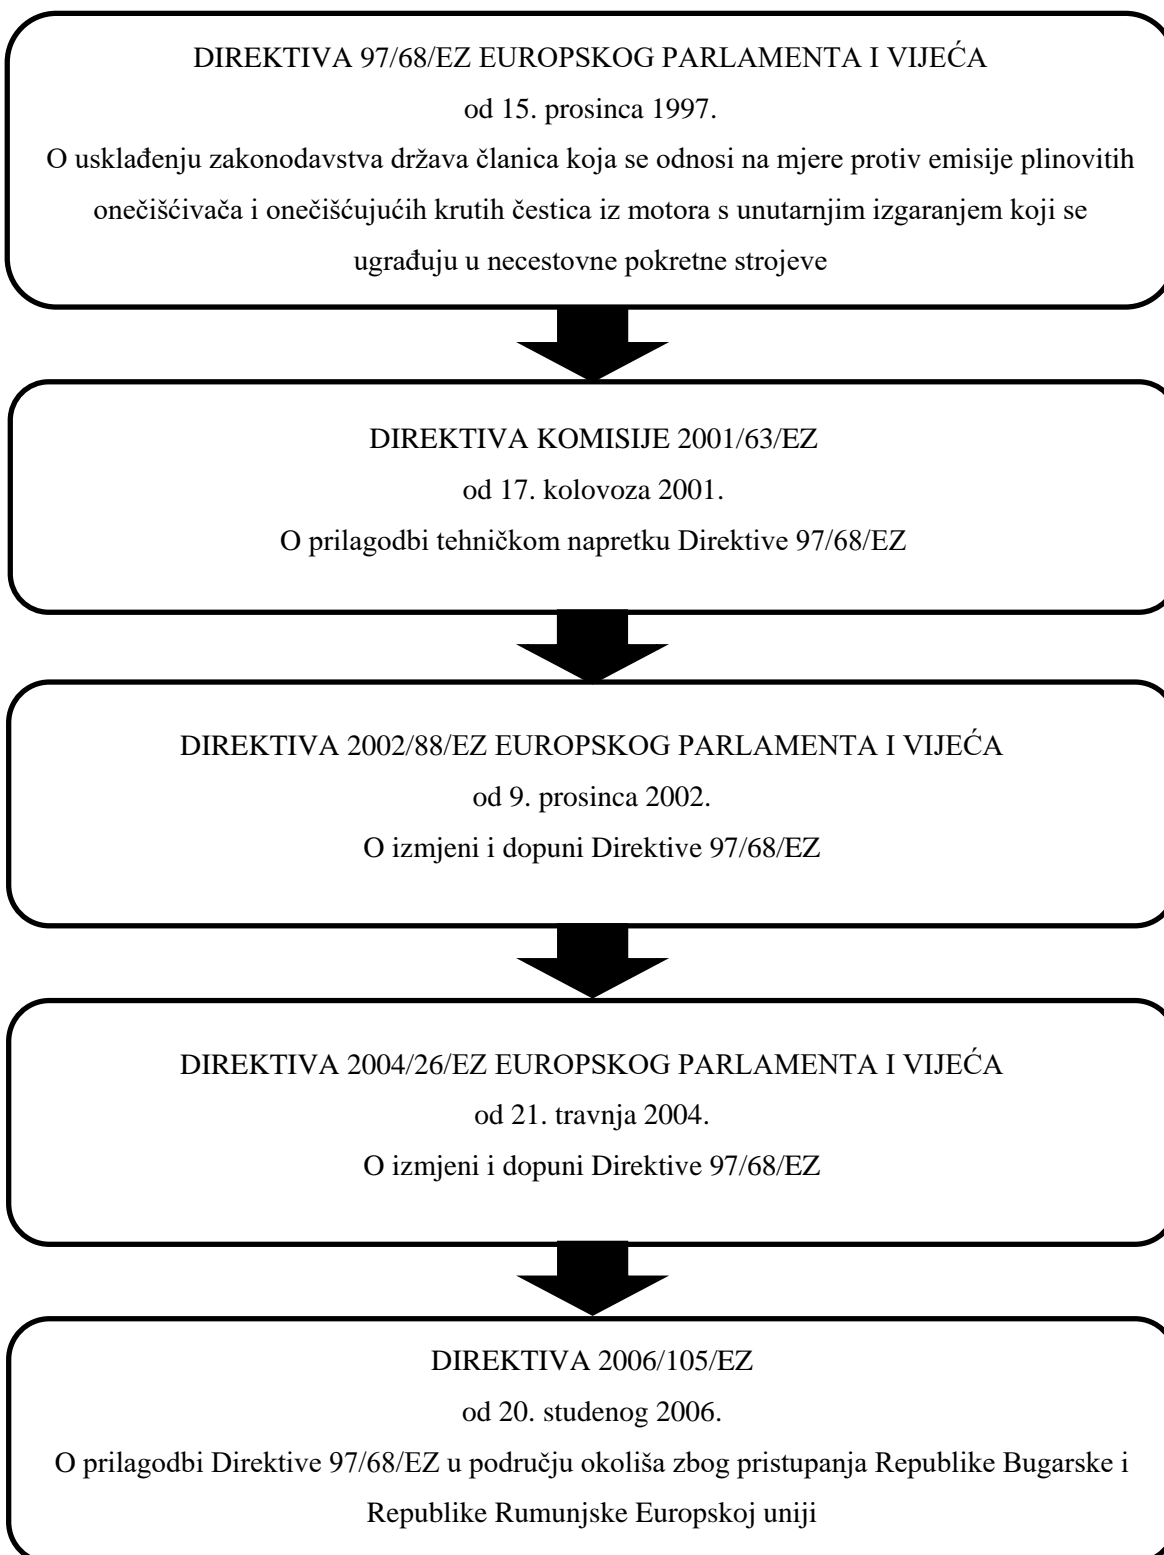 DIREKTIVA 97/68/EZ EUROPSKOG PARLAMENTA I VIJEĆA
od 15. prosinca 1997.
O usklađenju zakonodavstva država članica koja se odnosi na mjere protiv emisije plinovitih
onečišćivača i onečišćujućih krutih čestica iz motora s unutarnjim izgaranjem koji se
ugrađuju u necestovne pokretne strojeve
DIREKTIVA KOMISIJE 2001/63/EZ
od 17. kolovoza 2001.
O prilagodbi tehničkom napretku Direktive 97/68/EZ
DIREKTIVA 2002/88/EZ EUROPSKOG PARLAMENTA I VIJEĆA
od 9. prosinca 2002.
O izmjeni i dopuni Direktive 97/68/EZ
DIREKTIVA 2004/26/EZ EUROPSKOG PARLAMENTA I VIJEĆA
od 21. travnja 2004.
O izmjeni i dopuni Direktive 97/68/EZ
DIREKTIVA 2006/105/EZ
od 20. studenog 2006.
O prilagodbi Direktive 97/68/EZ u području okoliša zbog pristupanja Republike Bugarske i
Republike Rumunjske Europskoj uniji